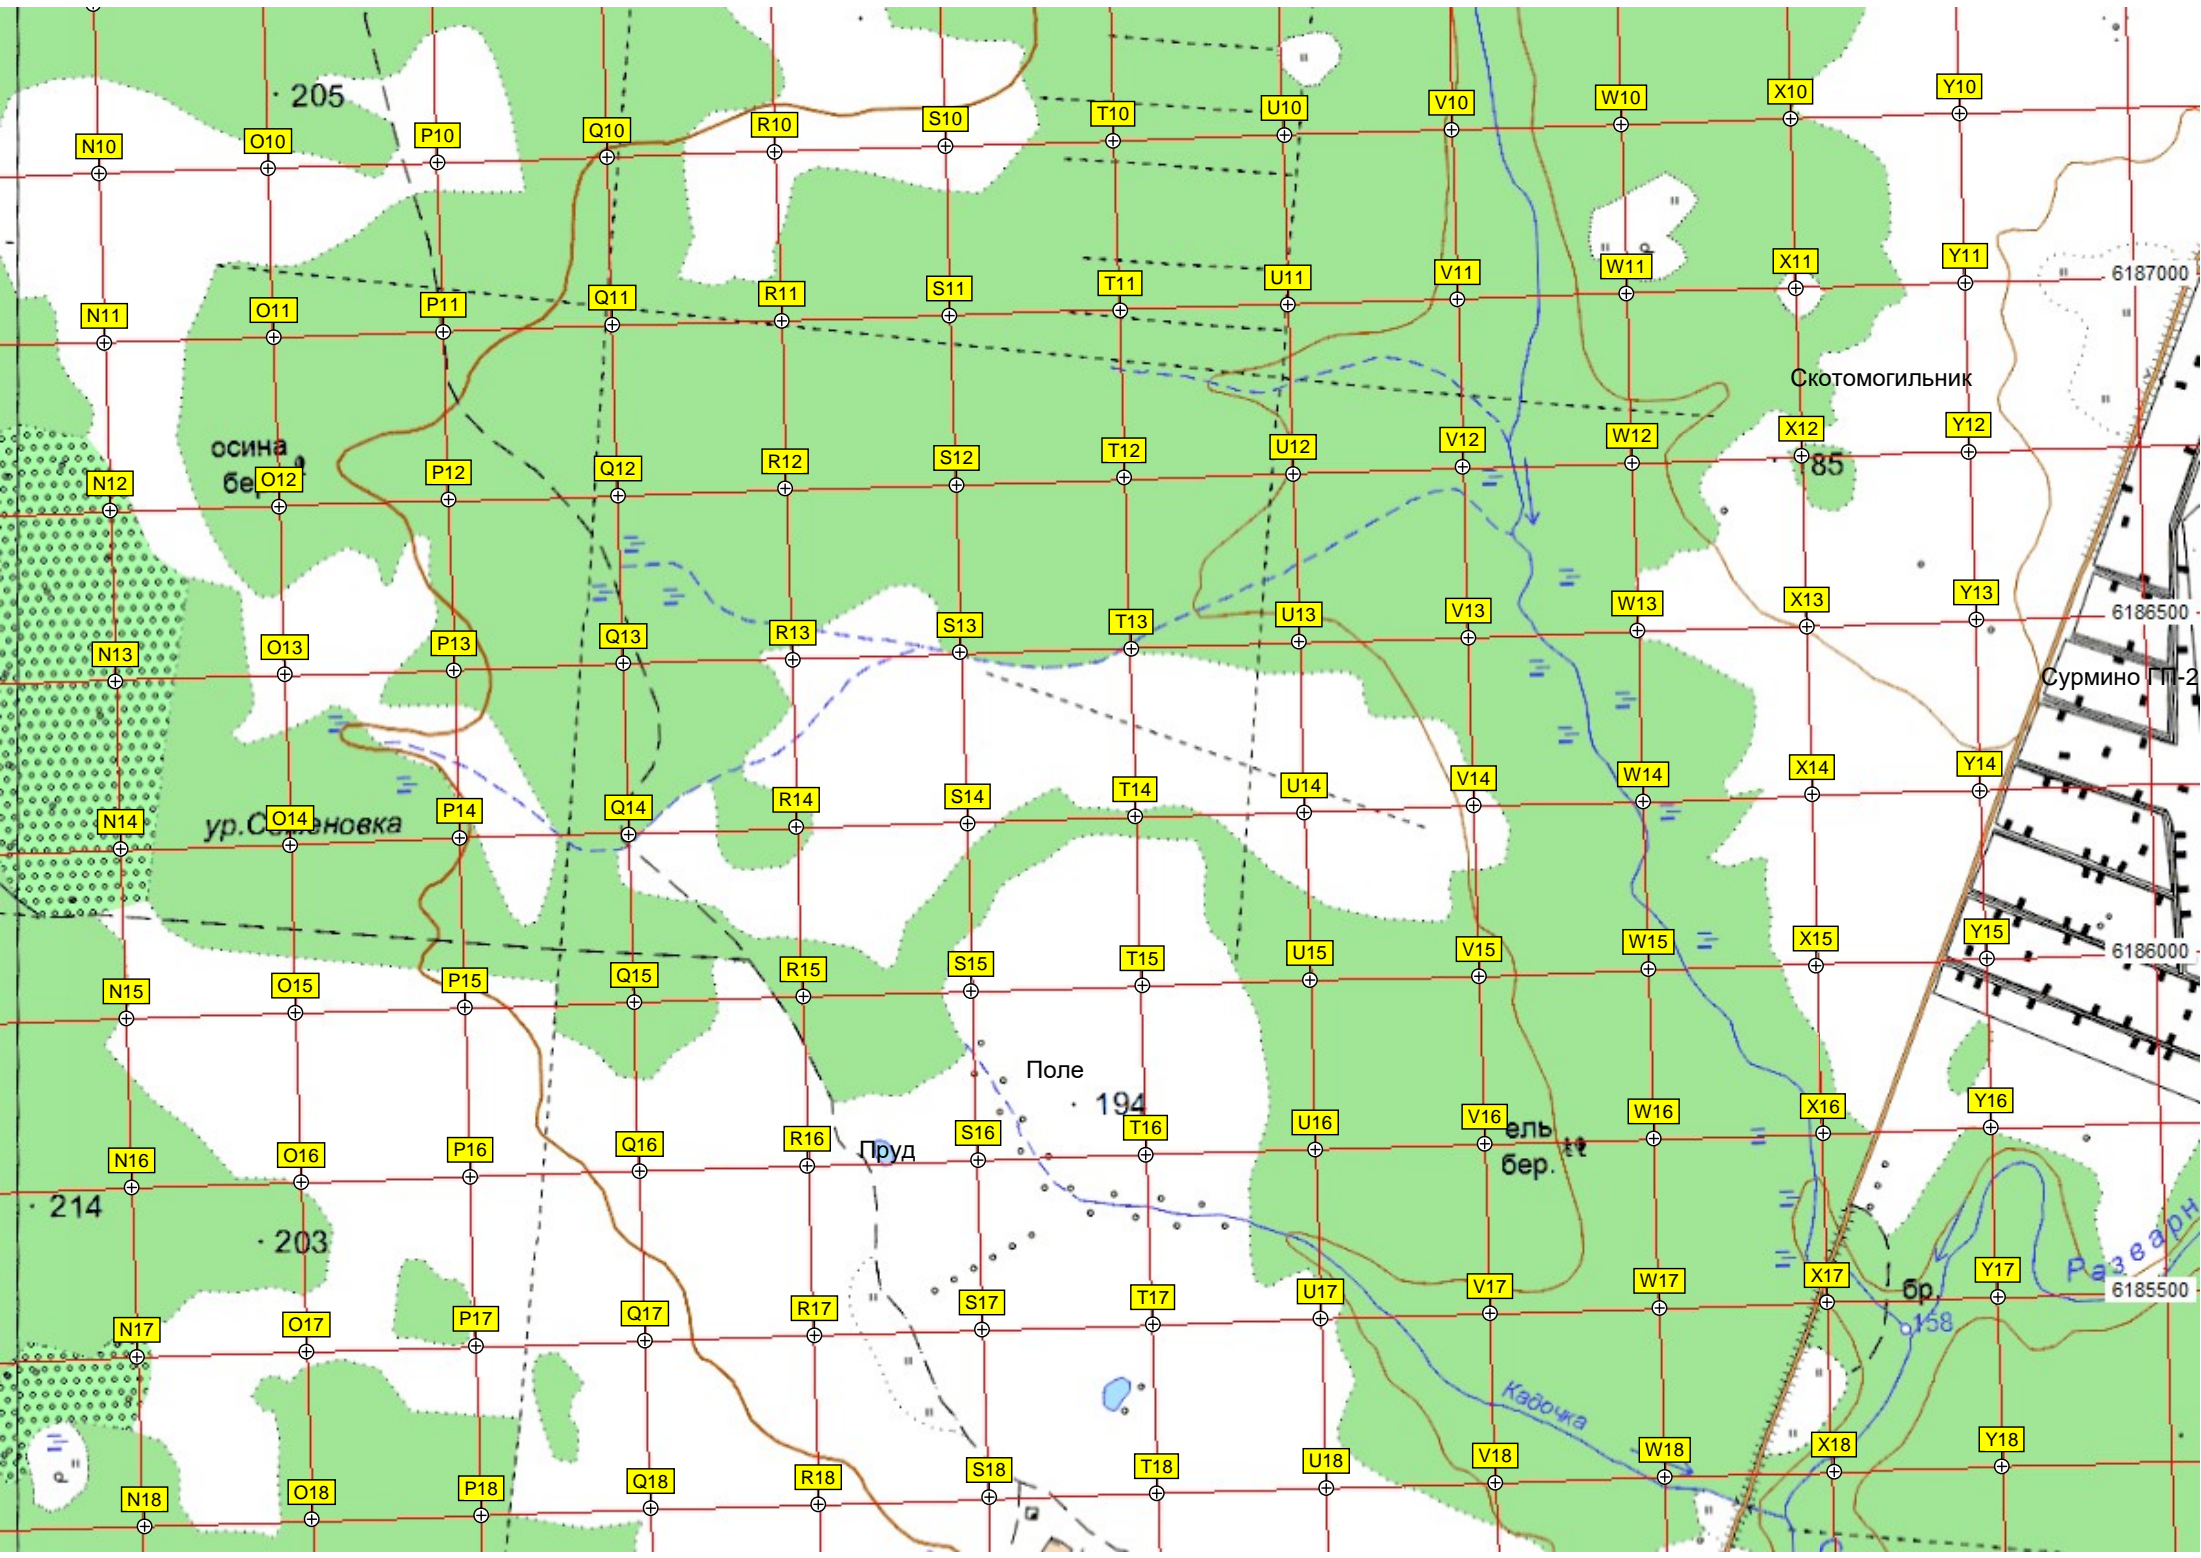 205
N10 O10 P10 Q10 R10 S10 T10 U10 V10 W10 X10 Y10
6187000
N11 O11 P11 Q11 R11 S11 T11 U11 V11 W11 X11 Y11
Скотомогильник
осина
N12 O12 P12 Q12 R12 S12 T12 U12 V12 W12 X12 Y12
85
6186500
N13 O13 P13 Q13 R13 S13 T13 U13 V13 W13 X13 Y13
Сурмино ГП-2
N14 O14 P14 Q14 R14 S14 T14 U14 V14 W14 X14 Y14
6186000
N15 O15 P15 Q15 R15 S15 T15 U15 V15 W15 X15 Y15
Поле
194
N16 O16 P16 Q16 R16 S16 T16 U16 V16 W16 X16 Y16
ель
бер.
Пруд
214
203
6185500
N17 O17 P17 Q17 R17 S17 T17 U17 V17 W17 X17 Y17
бр.
158
Кадочка
N18 O18 P18 Q18 R18 S18 T18 U18 V18 W18 X18 Y18